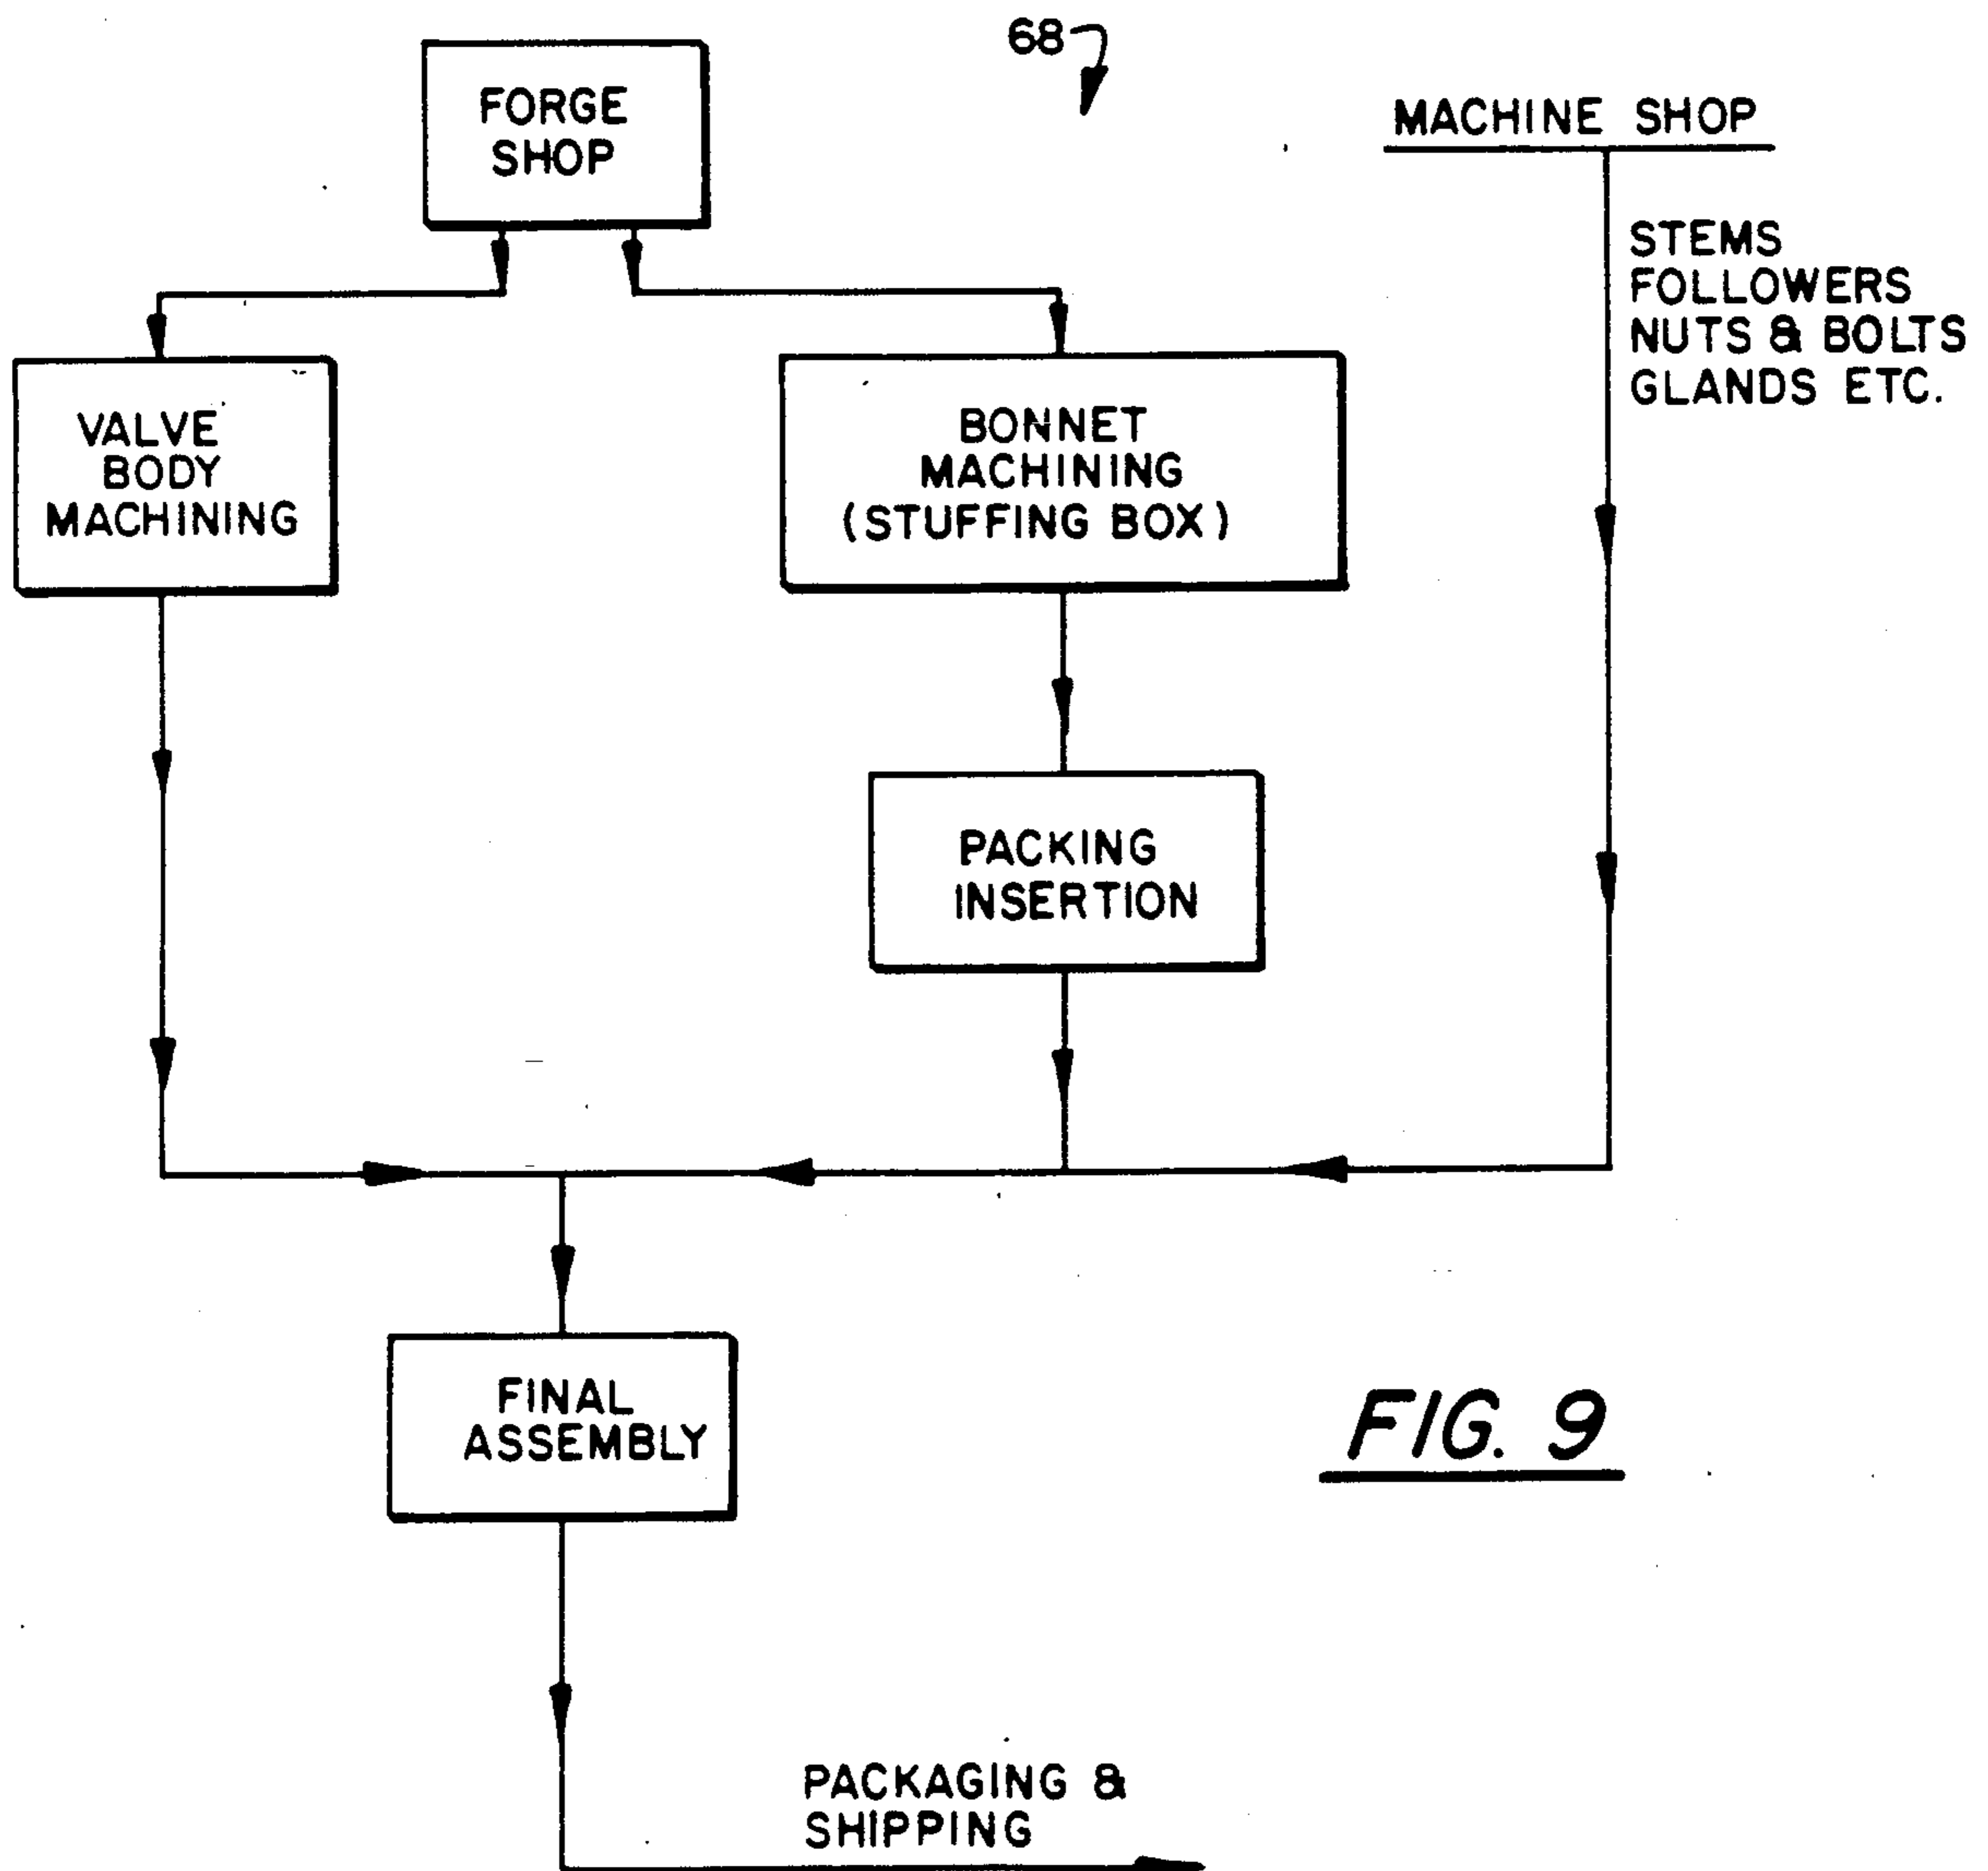 68
FORGE
SHOP
MACHINE SHOP
STEMS
FOLLOWERS
NUTS & BOLTS
GLANDS ETC.
VALVE
BODY
MACHINING
BONNET
MACHINING
(STUFFING BOX)
PACKING
INSERTION
FINAL
ASSEMBLY
FIG. 9
PACKAGING &
SHIPPING